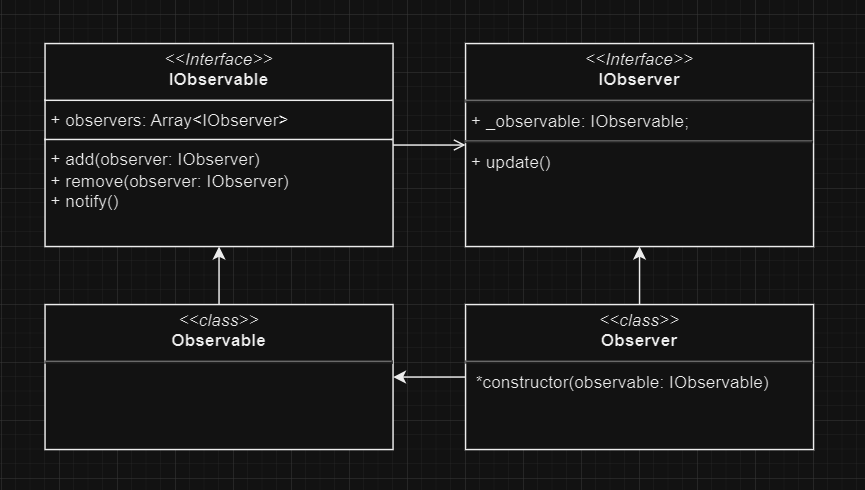 <<Interface>>
IObservable
+ observers: Array<IObserver>
+ add(observer: IObserver)
+ remove(observer: IObserver)
+ notify()
<<Interface>>
IObserver
+ _observable: IObservable;
+ update()
<<class>>
Observable
<<class>>
Observer
*constructor(observable: IObservable)